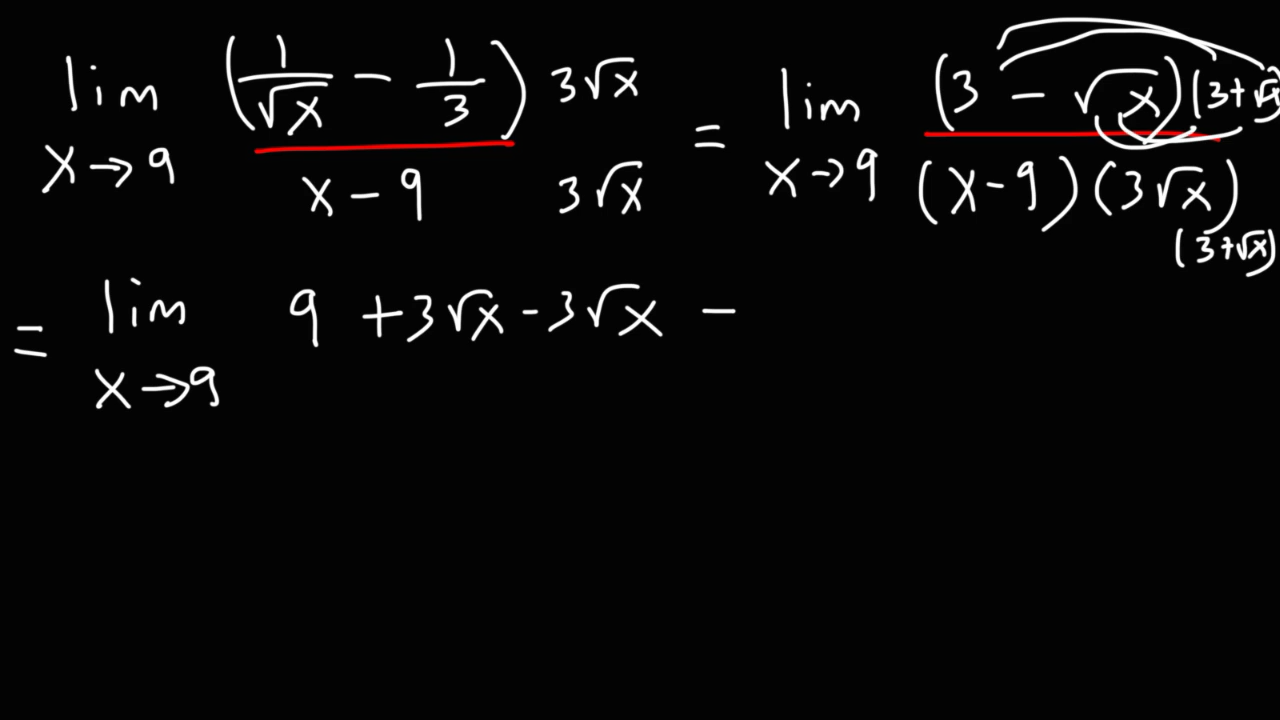 lim x→9 (1/√x - 1/3) 3√x / x-9 3√x = lim x→9 (3 - √x)(3+√x) / (x-9)(3√x)(3+√x)
= lim x→9 9 +3√x -3√x -